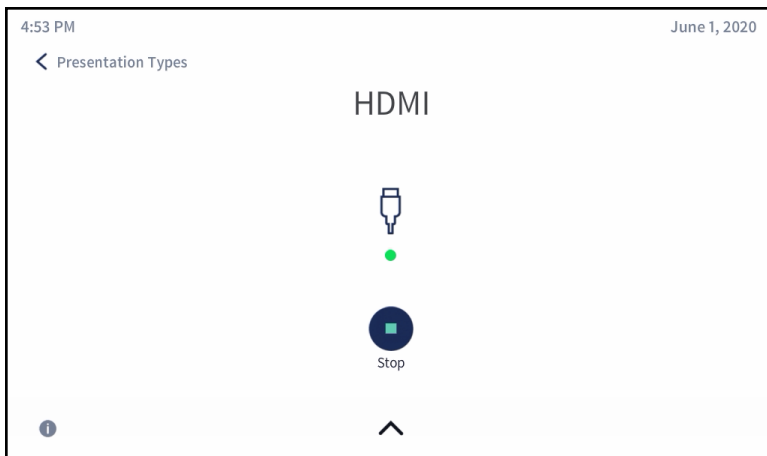 4:53 PM
June 1, 2020
Presentation Types
HDMI
Stop